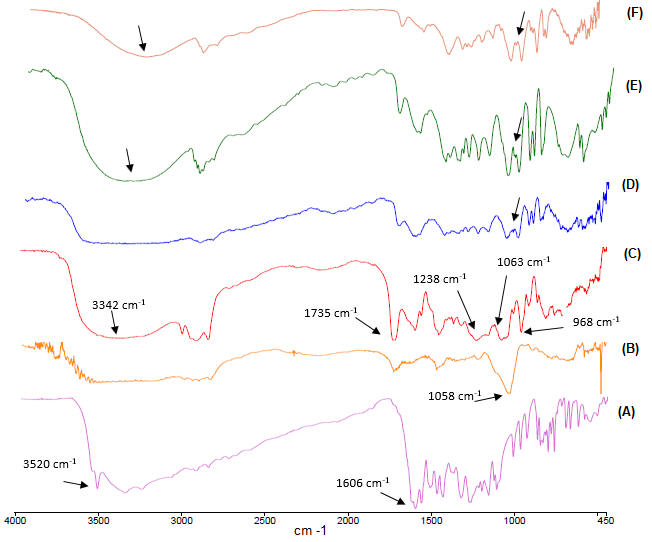 (F)
(E)
(D)
(C)
1063 cm-1
1238 cm-1
3342 cm-1
1735 cm-1
968 cm-1
(B)
1058 cm-1
(A)
3520 cm-1
1606 cm-1
4000 3500 3000 2500 2000 1500 1000 450
cm -1